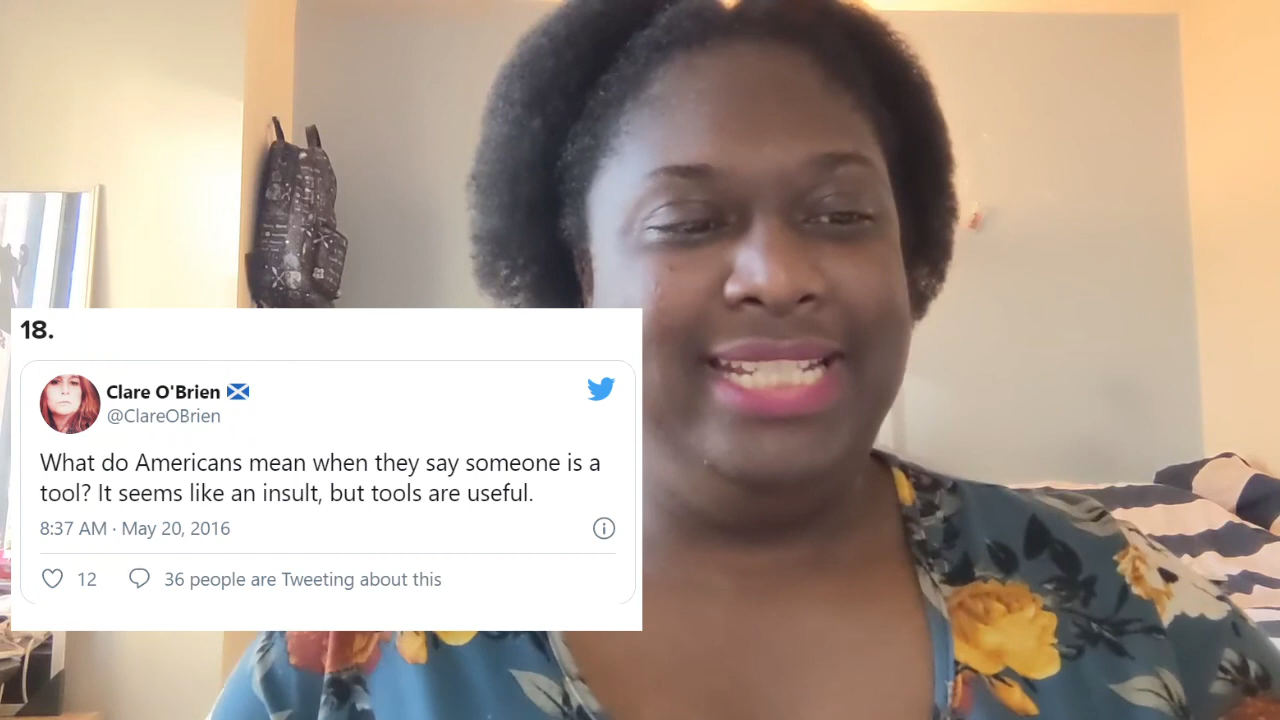 18.
Clare O'Brien
@ClareOBrien
What do Americans mean when they say someone is a
tool? It seems like an insult, but tools are useful.
8:37 AM · May 20, 2016
12
36 people are Tweeting about this